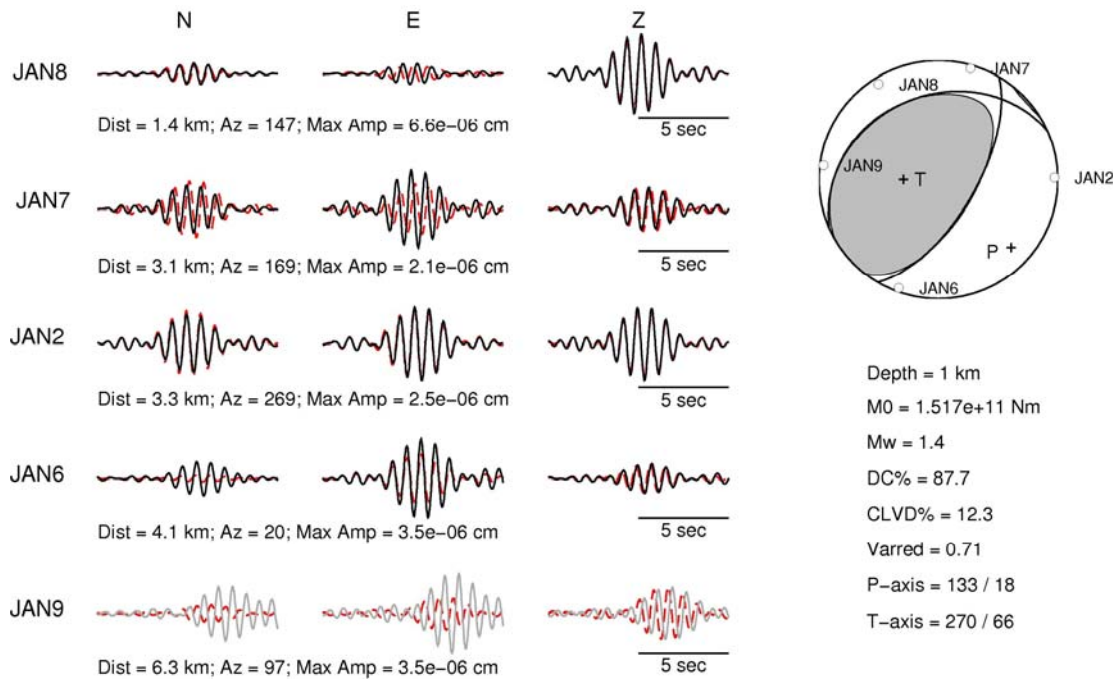 N E Z
JAN8
Dist = 1.4 km; Az = 147; Max Amp = 6.6e-06 cm
5 sec
JAN7
Dist = 3.1 km; Az = 169; Max Amp = 2.1e-06 cm
5 sec
JAN2
Dist = 3.3 km; Az = 269; Max Amp = 2.5e-06 cm
5 sec
JAN6
Dist = 4.1 km; Az = 20; Max Amp = 3.5e-06 cm
5 sec
JAN9
Dist = 6.3 km; Az = 97; Max Amp = 3.5e-06 cm
5 sec
JAN7
JAN8
JAN9
T
JAN2
P
JAN6
Depth = 1 km
M0 = 1.517e+11 Nm
Mw = 1.4
DC% = 87.7
CLVD% = 12.3
Varred = 0.71
P-axis = 133 / 18
T-axis = 270 / 66